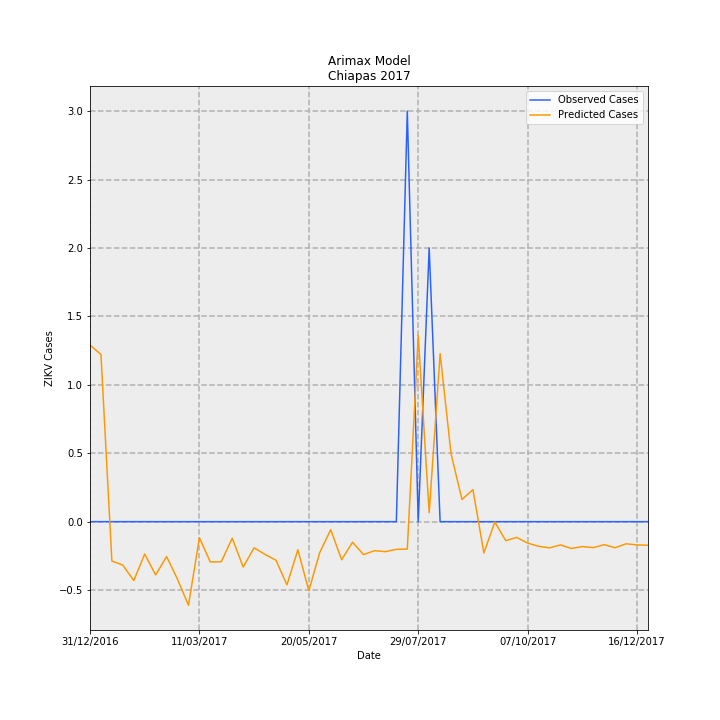 Arimax Model
Chiapas 2017
Observed Cases
Predicted Cases
3.0
2.5
2.0
1.5
1.0
0.5
0.0
−0.5
ZIKV Cases
31/12/2016
11/03/2017
20/05/2017
29/07/2017
07/10/2017
16/12/2017
Date